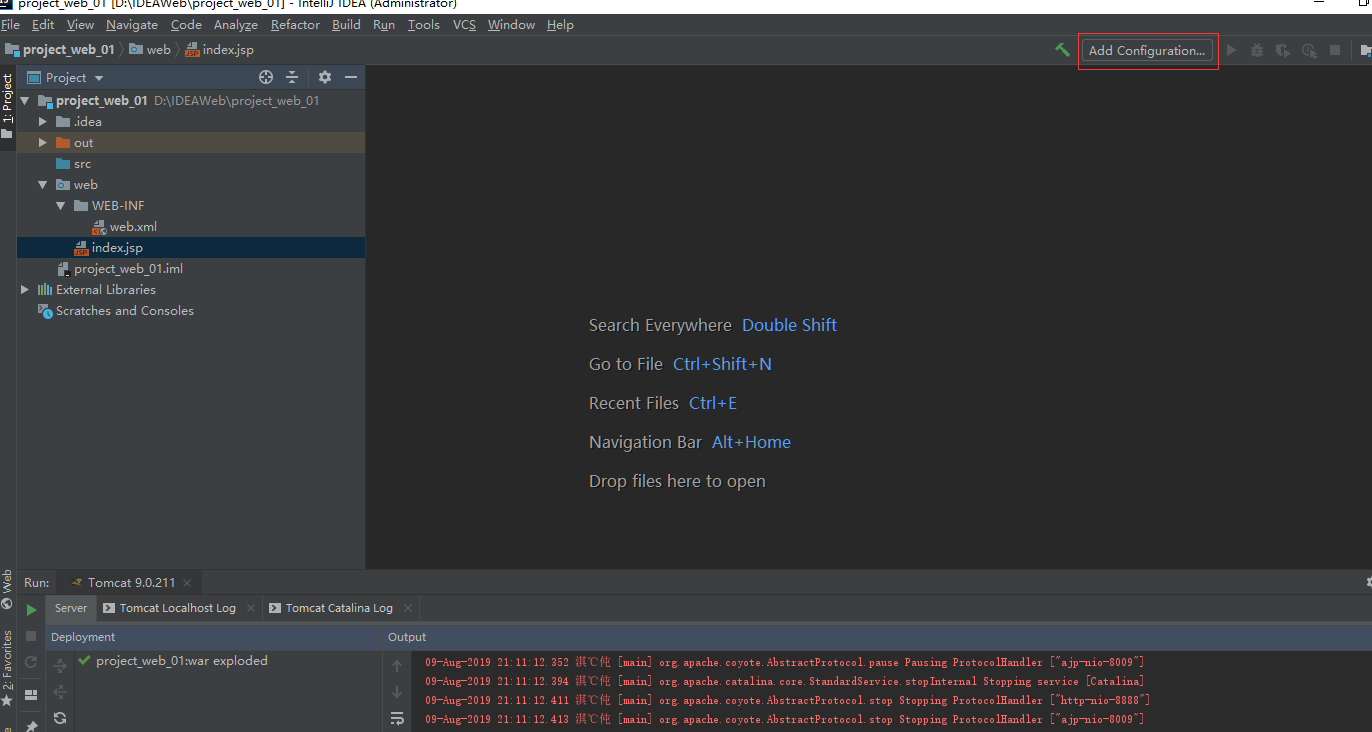 project_web_01 [D:\IDEAWeb\project_web_01] - IntelliJ IDEA (Administrator)
File Edit View Navigate Code Analyze Refactor Build Run Tools VCS Window Help
project_web_01 web index.jsp Add Configuration...
1: Project
Project
project_web_01 D:\IDEAWeb\project_web_01
.idea
out
src
web
WEB-INF
web.xml
index.jsp
project_web_01.iml
External Libraries
Scratches and Consoles
Search Everywhere Double Shift
Go to File Ctrl+Shift+N
Recent Files Ctrl+E
Navigation Bar Alt+Home
Drop files here to open
Web
2: Favorites
Run: Tomcat 9.0.211
Server Tomcat Localhost Log Tomcat Catalina Log
Deployment Output
project_web_01:war exploded
09-Aug-2019 21:11:12.352 淇℃伅 [main] org.apache.coyote.AbstractProtocol.pause Pausing ProtocolHandler ["ajp-nio-8009"]
09-Aug-2019 21:11:12.394 淇℃伅 [main] org.apache.catalina.core.StandardService.stopInternal Stopping service [Catalina]
09-Aug-2019 21:11:12.411 淇℃伅 [main] org.apache.coyote.AbstractProtocol.stop Stopping ProtocolHandler ["http-nio-8888"]
09-Aug-2019 21:11:12.413 淇℃伅 [main] org.apache.coyote.AbstractProtocol.stop Stopping ProtocolHandler ["ajp-nio-8009"]